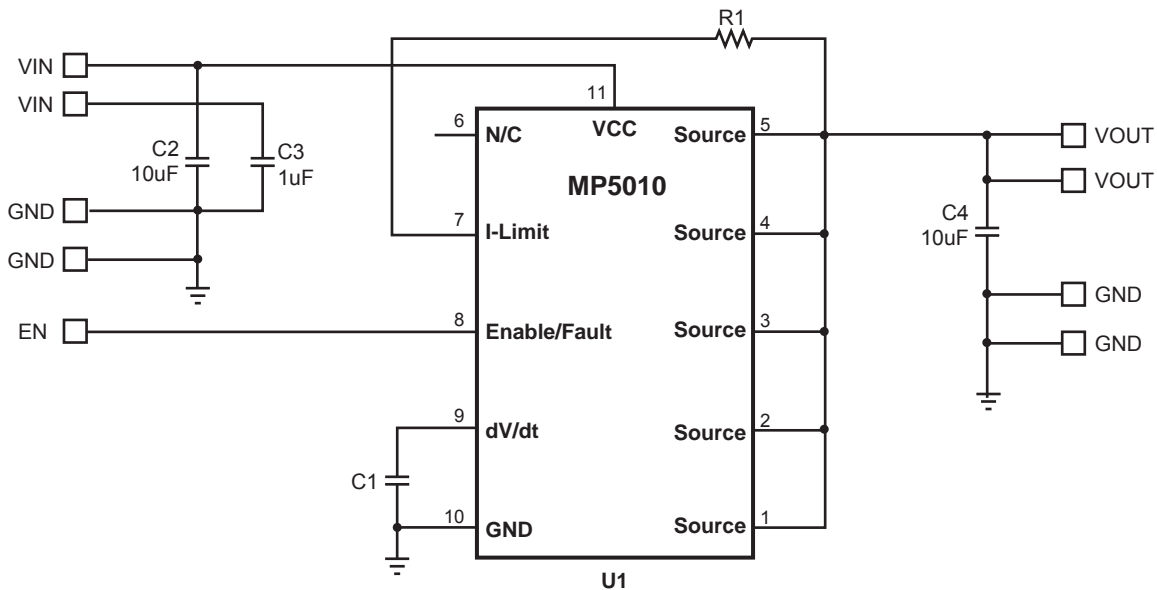 R1
VIN
VIN
11
6
N/C
VCC
Source
5
VOUT
C2
10uF
C3
1uF
MP5010
VOUT
GND
7
I-Limit
Source
4
C4
10uF
GND
GND
EN
8
Enable/Fault
Source
3
GND
GND
9
dV/dt
Source
2
C1
10
GND
Source
1
U1